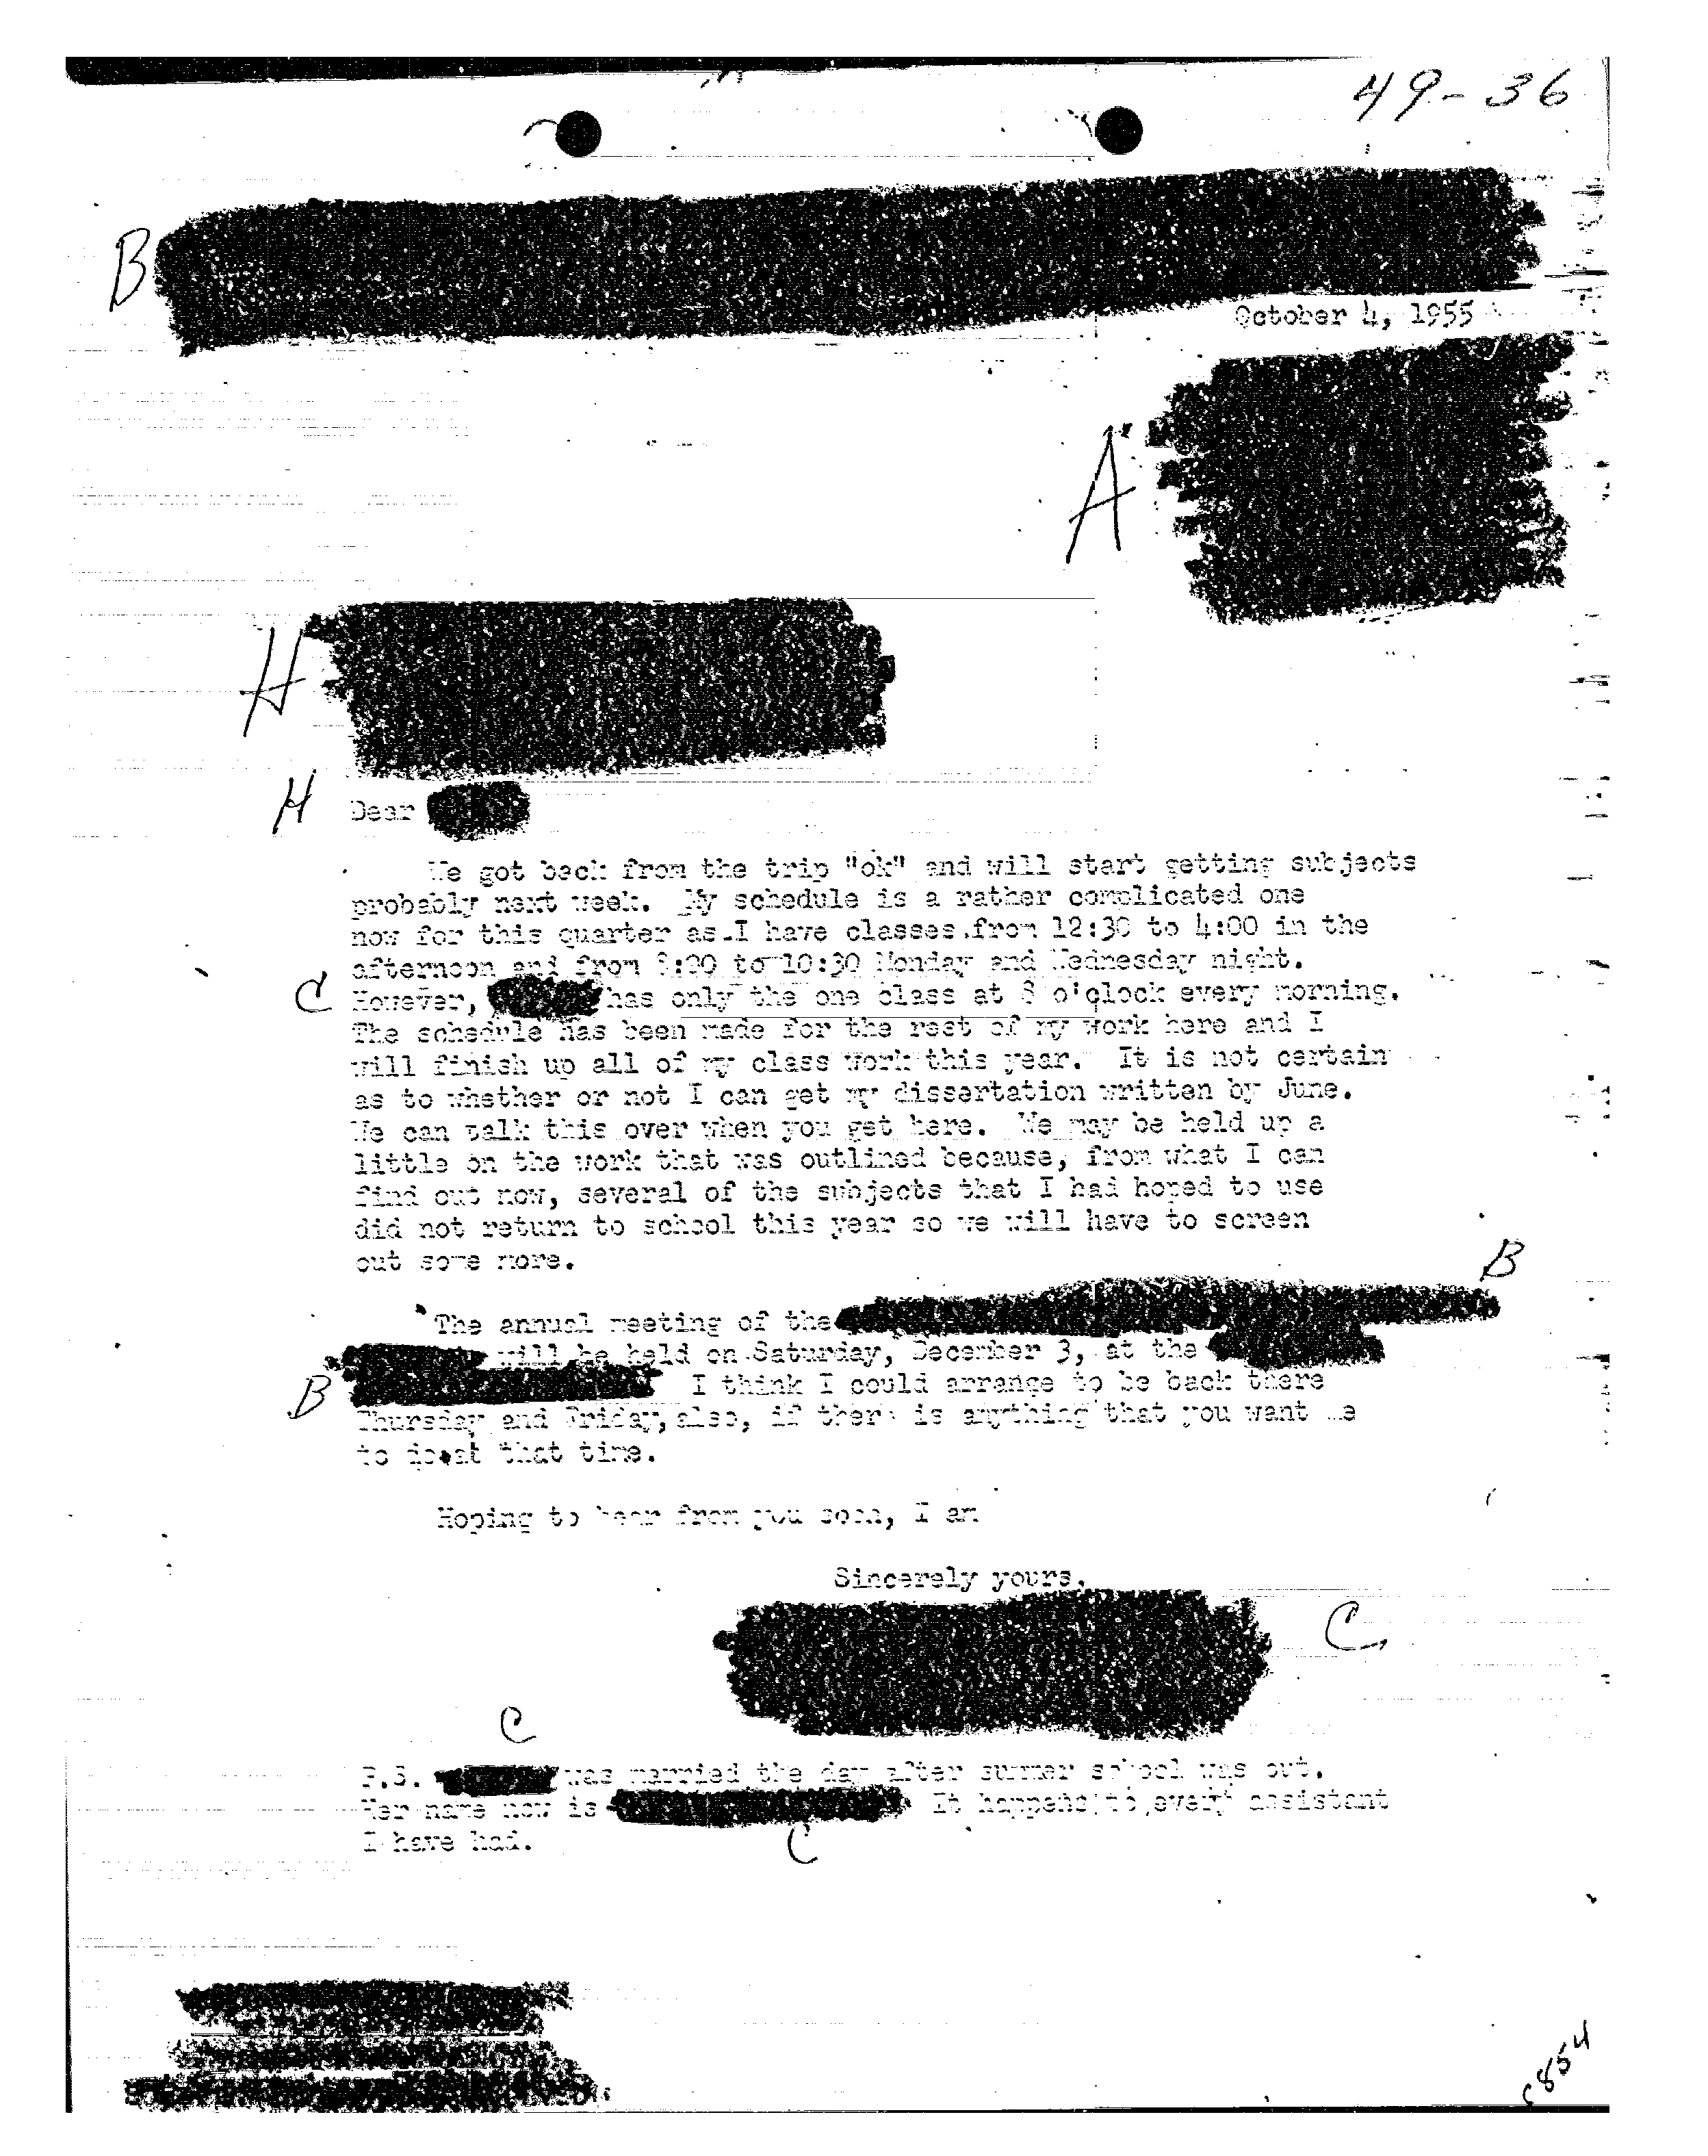 49-36
B
October 4, 1955
A
H
H Dear
We got back from the trip "ok" and will start getting subjects
probably next week. My schedule is a rather complicated one
now for this quarter as I have classes from 12:30 to 4:00 in the
afternoon and from 8:00 to 10:30 Monday and Wednesday night.
C However, has only the one class at 8 o'clock every morning.
The schedule has been made for the rest of my work here and I
will finish up all of my class work this year. It is not certain
as to whether or not I can get my dissertation written by June.
We can talk this over when you get here. We may be held up a
little on the work that was outlined because, from what I can
find out now, several of the subjects that I had hoped to use
did not return to school this year so we will have to screen
out some more.
B
The annual meeting of the
will be held on Saturday, December 3, at the
B I think I could arrange to be back there
Thursday and Friday, also, if there is anything that you want me
to do at that time.
Hoping to hear from you soon, I am
Sincerely yours,
C
C
P.S. was married the day after summer school was out.
Her name now is It happens to every assistant
I have had.
C